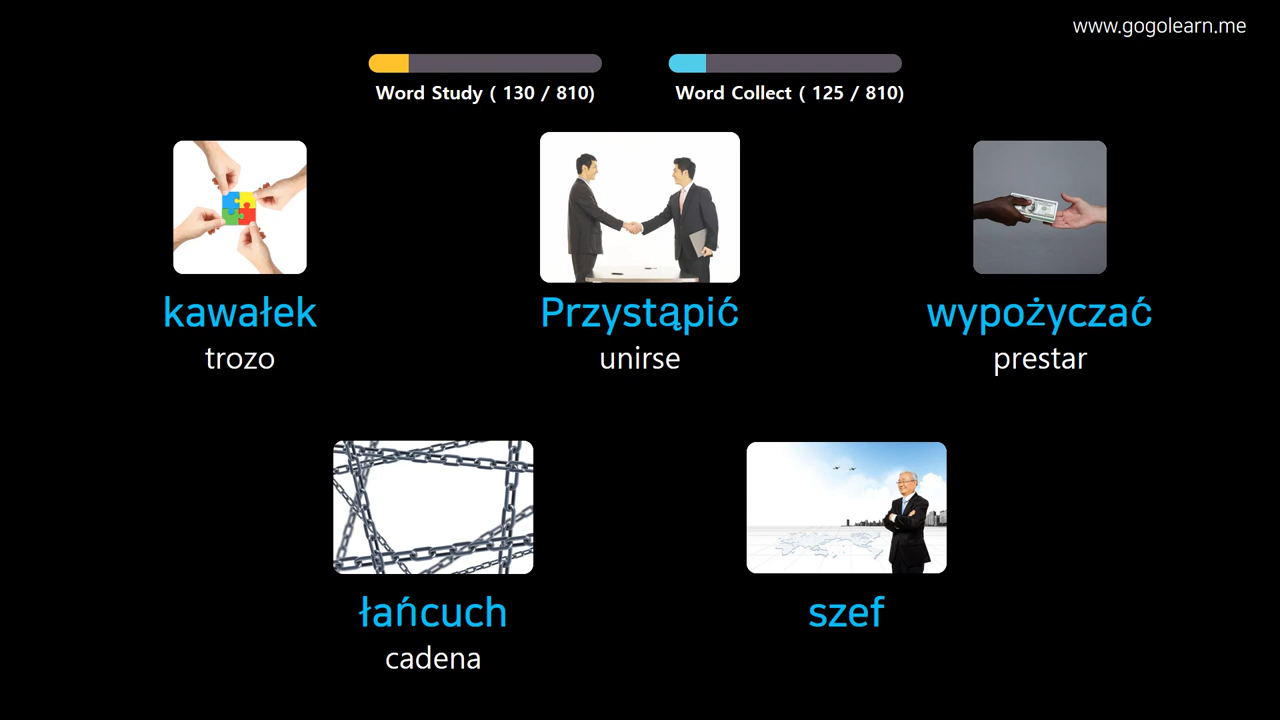 www.gogolearn.me
Word Study ( 130 / 810)
Word Collect ( 125 / 810)
kawałek
trozo
Przystąpić
unirse
wypożyczać
prestar
łańcuch
cadena
szef